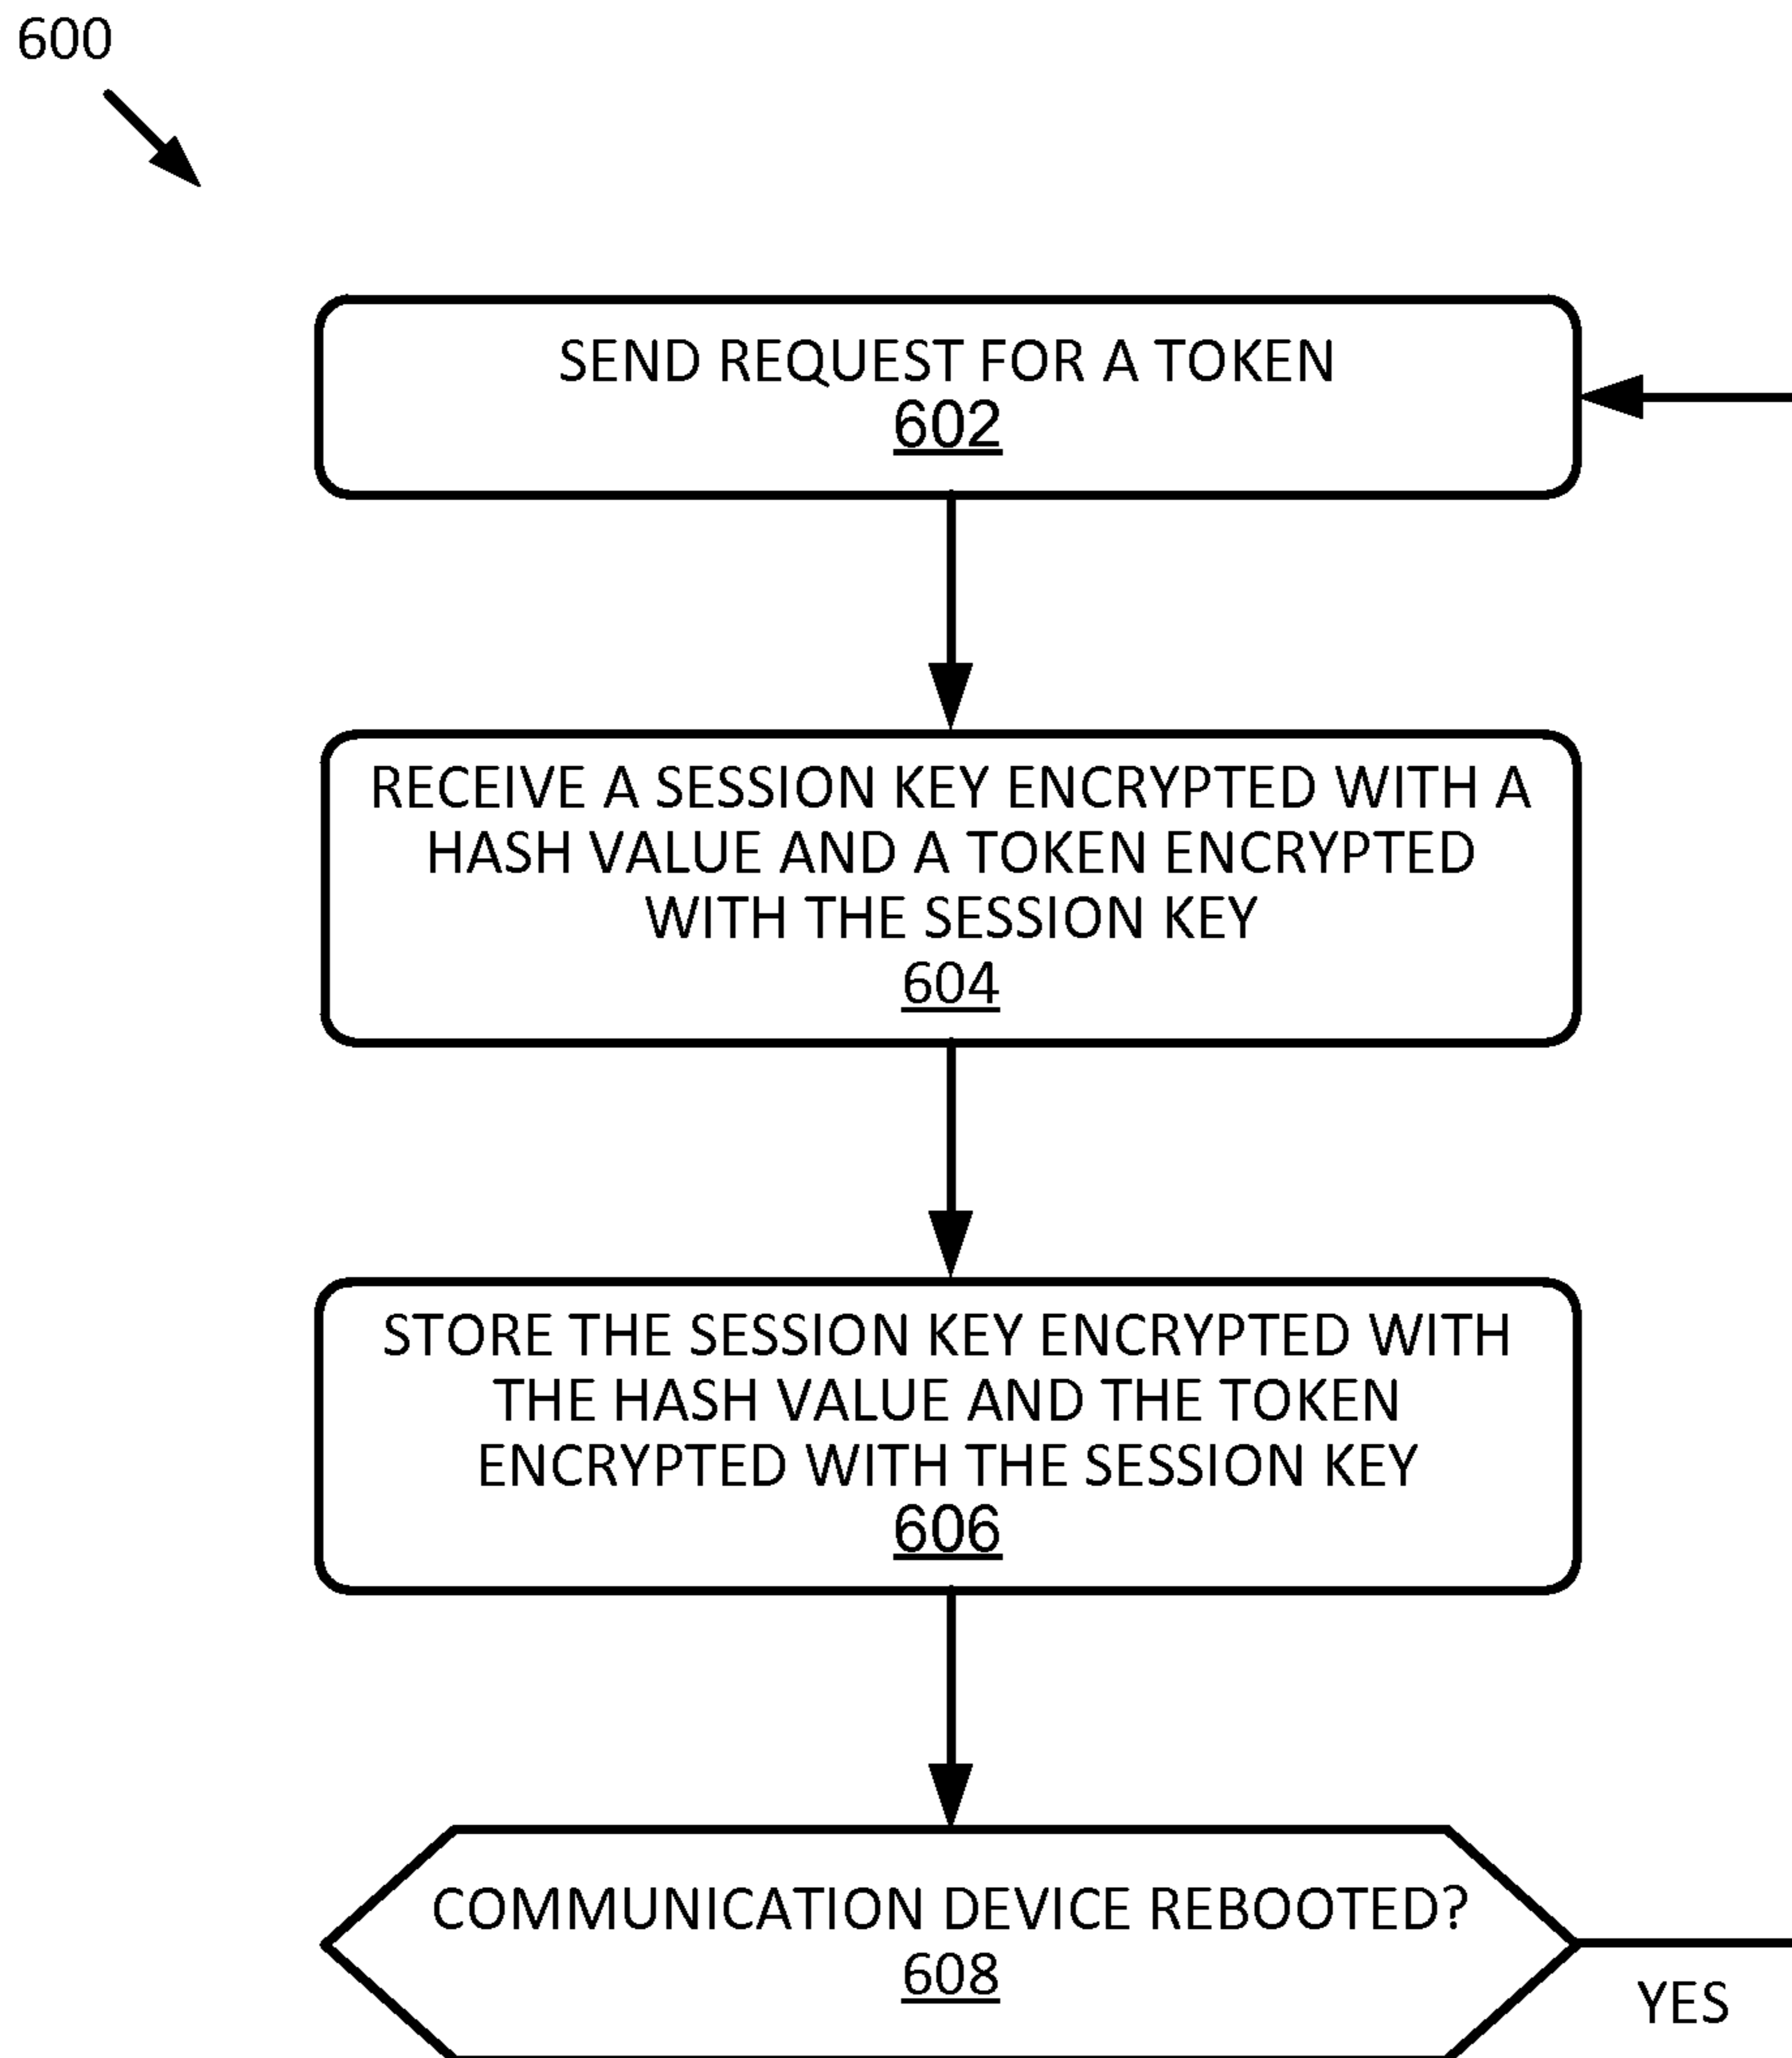 600
SEND REQUEST FOR A TOKEN
602
RECEIVE A SESSION KEY ENCRYPTED WITH A
HASH VALUE AND A TOKEN ENCRYPTED
WITH THE SESSION KEY
604
STORE THE SESSION KEY ENCRYPTED WITH
THE HASH VALUE AND THE TOKEN
ENCRYPTED WITH THE SESSION KEY
606
COMMUNICATION DEVICE REBOOTED?
608
YES